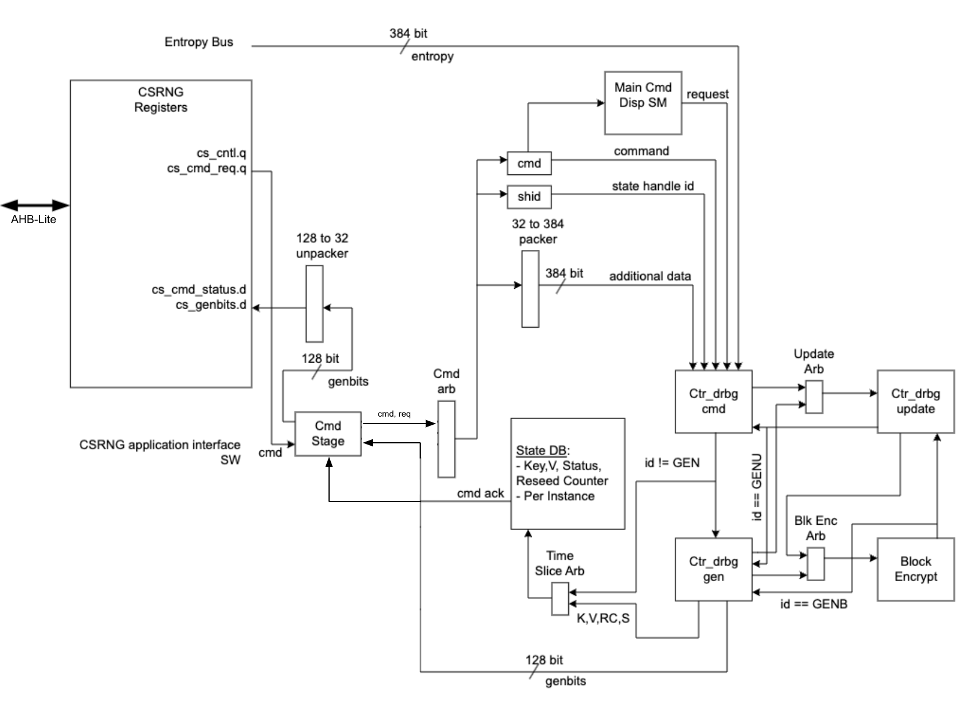 Entropy Bus
384 bit
entropy
CSRNG
Registers
cs_cntl.q
cs_cmd_req.q
AHB-Lite
cs_cmd_status.d
cs_genbits.d
128 to 32
unpacker
128 bit
genbits
Main Cmd
Disp SM
request
cmd
command
shid
state handle id
32 to 384
packer
384 bit
additional data
Cmd
arb
cmd, req
Cmd
Stage
CSRNG application interface
SW
cmd
cmd ack
State DB:
- Key,V, Status,
Reseed Counter
- Per Instance
Ctr_drbg
cmd
Update
Arb
Ctr_drbg
update
id != GEN
id == GENU
Blk Enc
Arb
Ctr_drbg
gen
Block
Encrypt
id == GENB
Time
Slice Arb
K,V,RC,S
128 bit
genbits